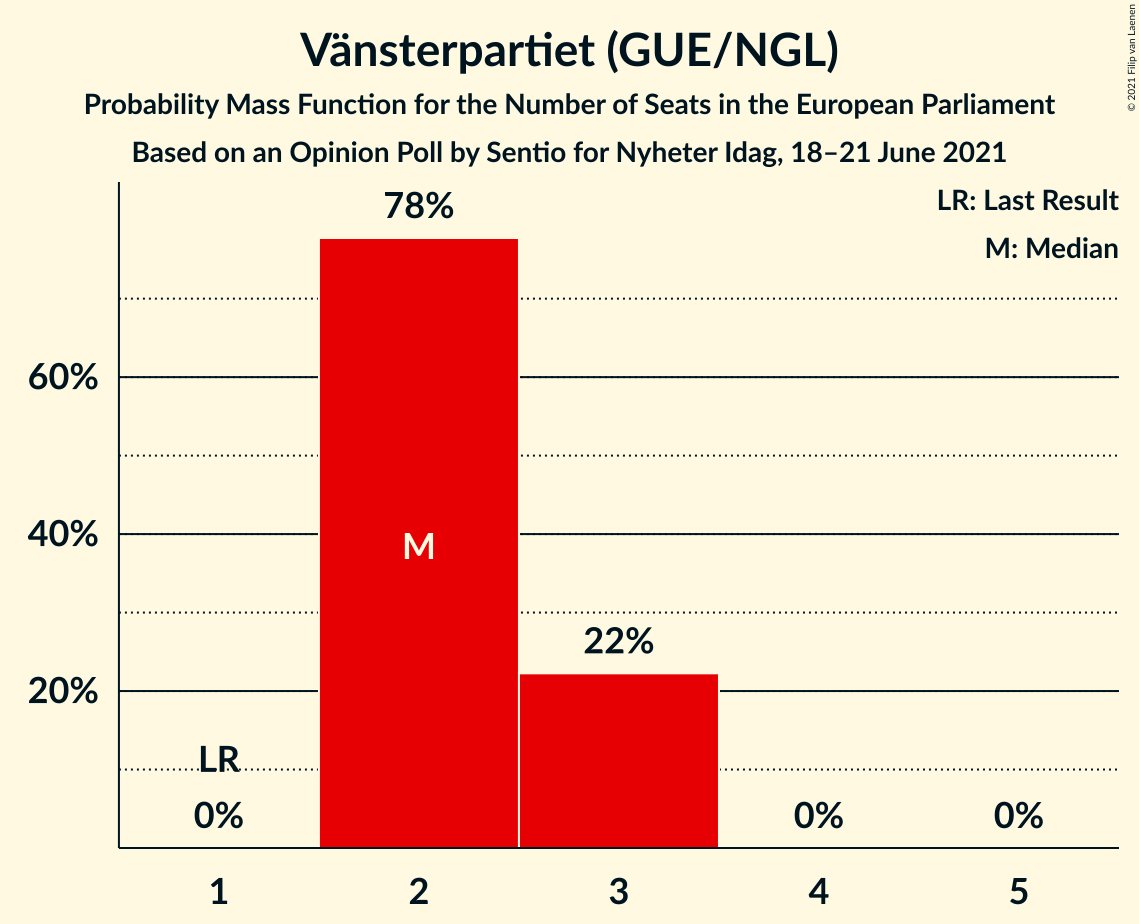 Vänsterpartiet (GUE/NGL)
Probability Mass Function for the Number of Seats in the European Parliament
Based on an Opinion Poll by Sentio for Nyheter Idag, 18–21 June 2021
© 2021 Filip van Laenen
LR: Last Result
M: Median
78%
60%
40%
M
22%
20%
LR
0%
0%
0%
1
2
3
4
5